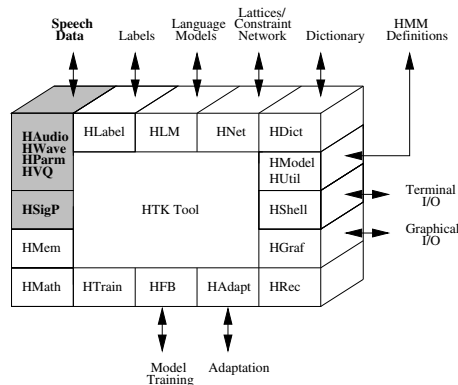 Speech
Data
Labels
Language
Models
Lattices/
Constraint
Network
Dictionary
HMM
Definitions
HAudio
HWave
HParm
HVQ
HLabel
HLM
HNet
HDict
HModel
HUtil
HSigP
HTK Tool
HShell
Terminal
I/O
Graphical
I/O
HMem
HGraf
HMath
HTrain
HFB
HAdapt
HRec
Model
Training
Adaptation